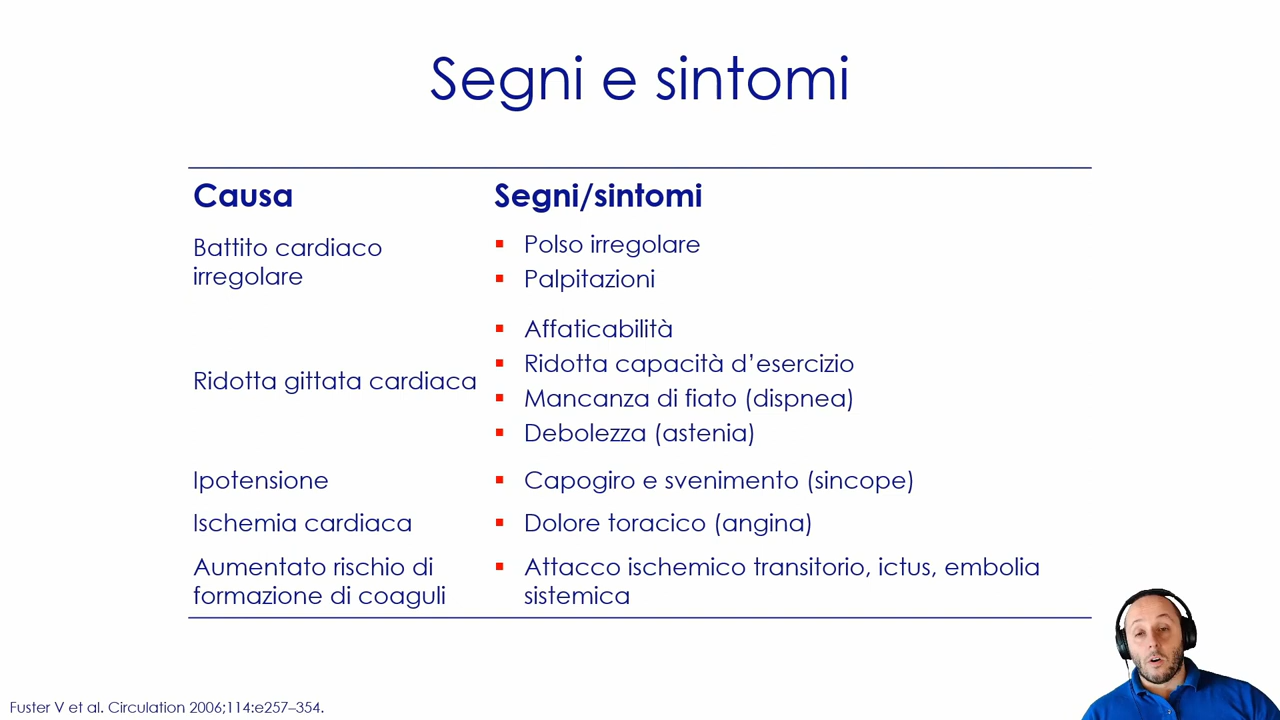 Segni e sintomi
Causa
Segni/sintomi
Battito cardiaco
irregolare
Polso irregolare
Palpitazioni
Ridotta gittata cardiaca
Affaticabilità
Ridotta capacità d’esercizio
Mancanza di fiato (dispnea)
Debolezza (astenia)
Ipotensione
Capogiro e svenimento (sincope)
Ischemia cardiaca
Dolore toracico (angina)
Aumentato rischio di
formazione di coaguli
Attacco ischemico transitorio, ictus, embolia
sistemica
Fuster V et al. Circulation 2006;114:e257–354.